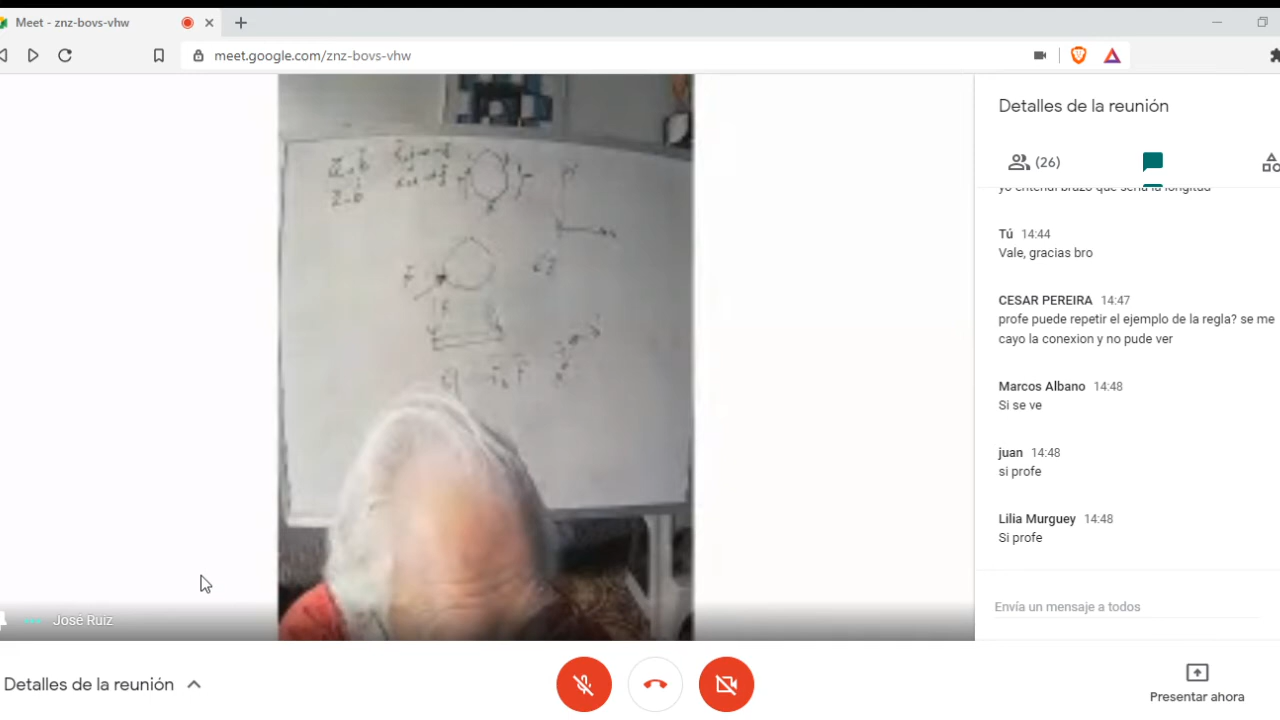 Meet - znz-bovs-vhw
meet.google.com/znz-bovs-vhw
Detalles de la reunión
(26)
yo entendi brazo que seria la longitud
Tú 14:44
Vale, gracias bro
CESAR PEREIRA 14:47
profe puede repetir el ejemplo de la regla? se me
cayo la conexion y no pude ver
Marcos Albano 14:48
Si se ve
juan 14:48
si profe
Lilia Murguey 14:48
Si profe
Envía un mensaje a todos
José Ruiz
Detalles de la reunión
Presentar ahora